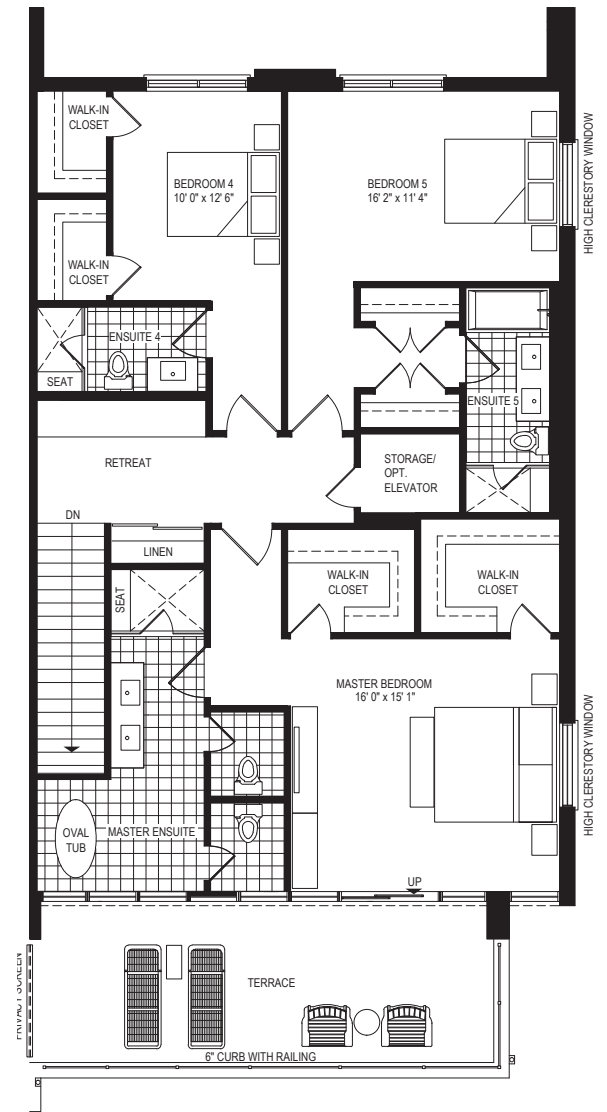 WALK-IN
CLOSET
BEDROOM 4
10' 0" x 12' 6"
BEDROOM 5
16' 2" x 11' 4"
HIGH CLERESTORY WINDOW
WALK-IN
CLOSET
ENSUITE 4
SEAT
ENSUITE 5
RETREAT
STORAGE/
OPT.
ELEVATOR
DN
LINEN
SEAT
WALK-IN
CLOSET
WALK-IN
CLOSET
MASTER BEDROOM
16' 0" x 15' 1"
HIGH CLERESTORY WINDOW
OVAL
TUB
MASTER ENSUITE
UP
PRIVACY SCREEN
TERRACE
6" CURB WITH RAILING